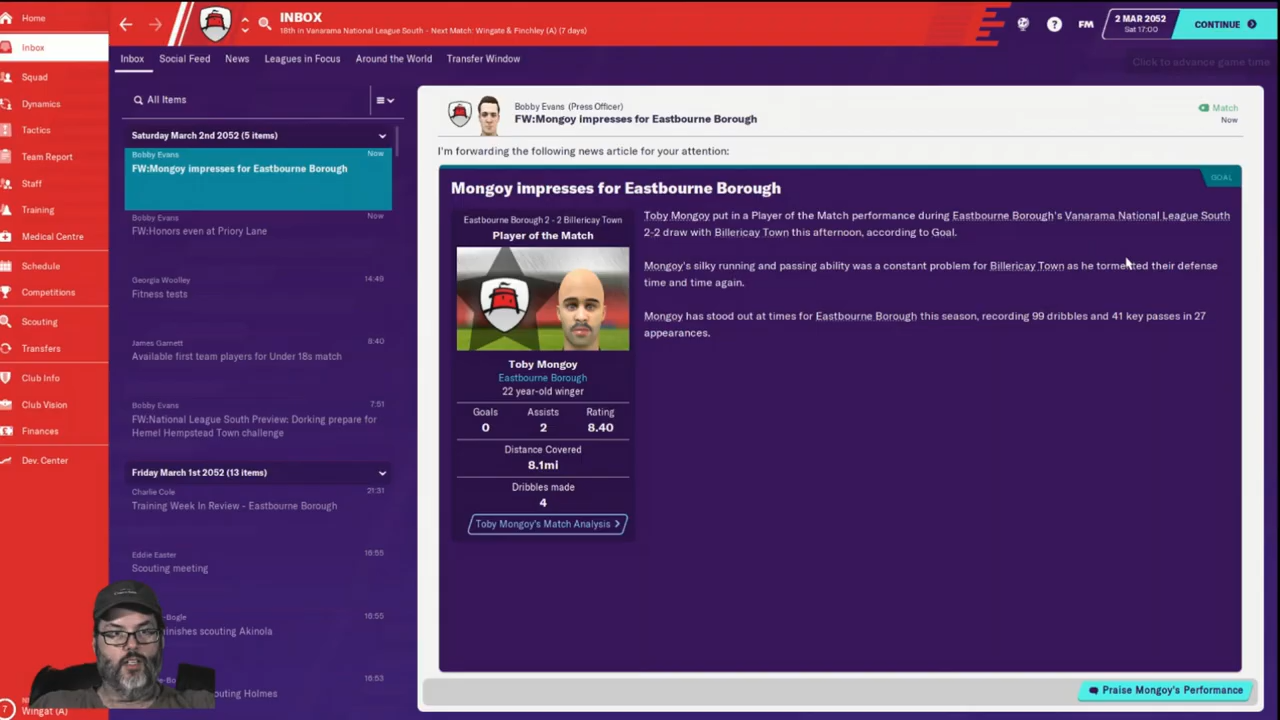 Home
Inbox
Squad
Dynamics
Tactics
Team Report
Staff
Training
Medical Centre
Schedule
Competitions
Scouting
Transfers
Club Info
Club Vision
Finances
Dev. Center
7
Wingat (A)
INBOX
18th in Vanarama National League South - Next Match: Wingate & Finchley (A) (7 days)
?
FM
2 MAR 2052
Sat 17:00
CONTINUE
Click to advance game time
Inbox
Social Feed
News
Leagues in Focus
Around the World
Transfer Window
All Items
Saturday March 2nd 2052 (5 items)
Bobby Evans
Now
FW:Mongoy impresses for Eastbourne Borough
Bobby Evans
Now
FW:Honors even at Priory Lane
Georgia Woolley
14:49
Fitness tests
James Garnett
8:40
Available first team players for Under 18s match
Bobby Evans
7:51
FW:National League South Preview: Dorking prepare for
Hemel Hempstead Town challenge
Friday March 1st 2052 (13 items)
Charlie Cole
21:31
Training Week In Review - Eastbourne Borough
Eddie Easter
16:55
Scouting meeting
-Bogle
16:55
inishes scouting Akinola
16:53
outing Holmes
Bobby Evans (Press Officer)
FW:Mongoy impresses for Eastbourne Borough
Match
Now
I'm forwarding the following news article for your attention:
GOAL
Mongoy impresses for Eastbourne Borough
Eastbourne Borough 2 - 2 Billericay Town
Player of the Match
Toby Mongoy
Eastbourne Borough
22 year-old winger
Goals
Assists
Rating
0
2
8.40
Distance Covered
8.1mi
Dribbles made
4
Toby Mongoy's Match Analysis
Toby Mongoy put in a Player of the Match performance during Eastbourne Borough's Vanarama National League South
2-2 draw with Billericay Town this afternoon, according to Goal.
Mongoy's silky running and passing ability was a constant problem for Billericay Town as he tormented their defense
time and time again.
Mongoy has stood out at times for Eastbourne Borough this season, recording 99 dribbles and 41 key passes in 27
appearances.
Praise Mongoy's Performance